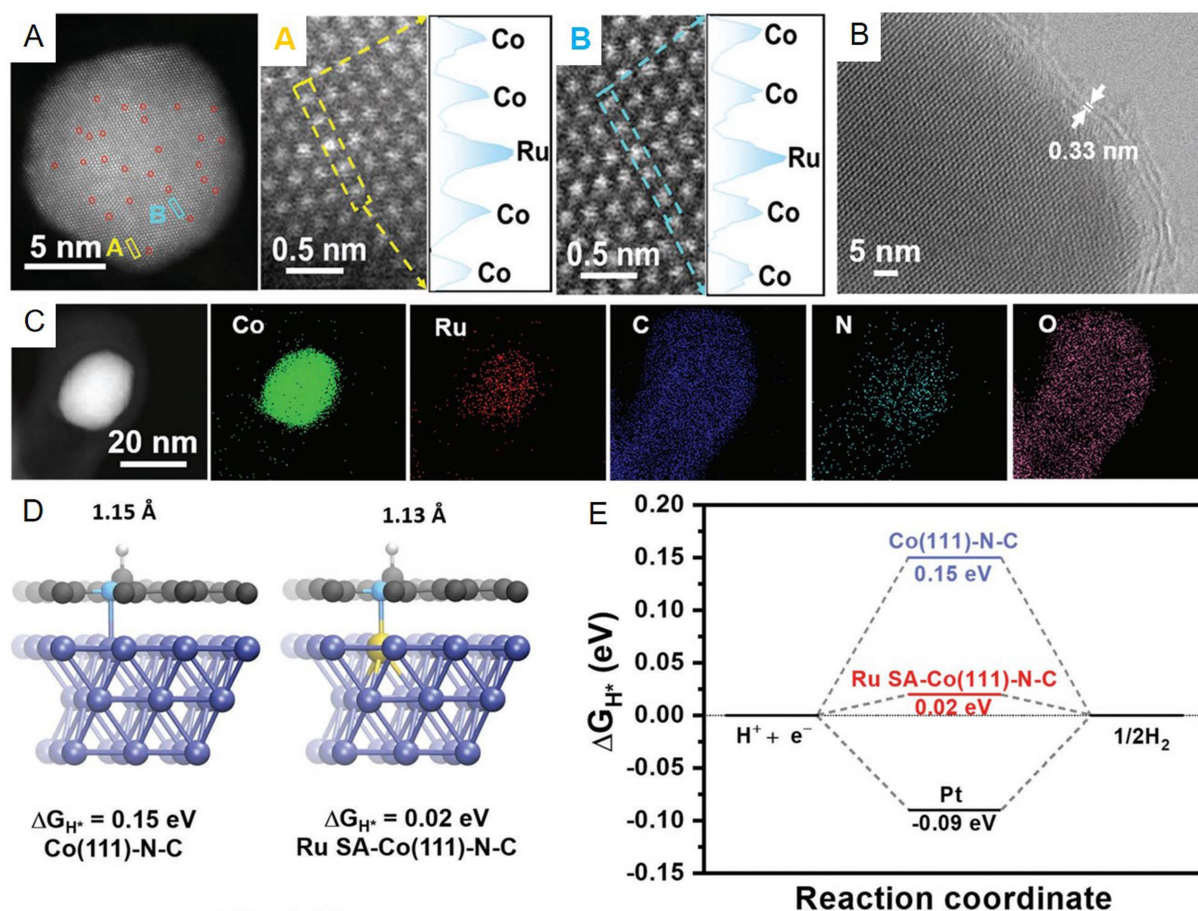 A
5 nm
A
B
A
0.5 nm
Co
Co
Ru
Co
Co
B
0.5 nm
Co
Co
Ru
Co
Co
B
0.33 nm
5 nm
C
20 nm
Co
Ru
C
N
O
D
1.15 Å
1.13 Å
ΔG_H* = 0.15 eV
Co(111)-N-C
ΔG_H* = 0.02 eV
Ru SA-Co(111)-N-C
E
ΔG_H* (eV)
0.20
0.15
0.10
0.05
0.00
-0.05
-0.10
-0.15
Co(111)-N-C
0.15 eV
Ru SA-Co(111)-N-C
0.02 eV
H⁺ + e⁻
1/2H₂
Pt
-0.09 eV
Reaction coordinate